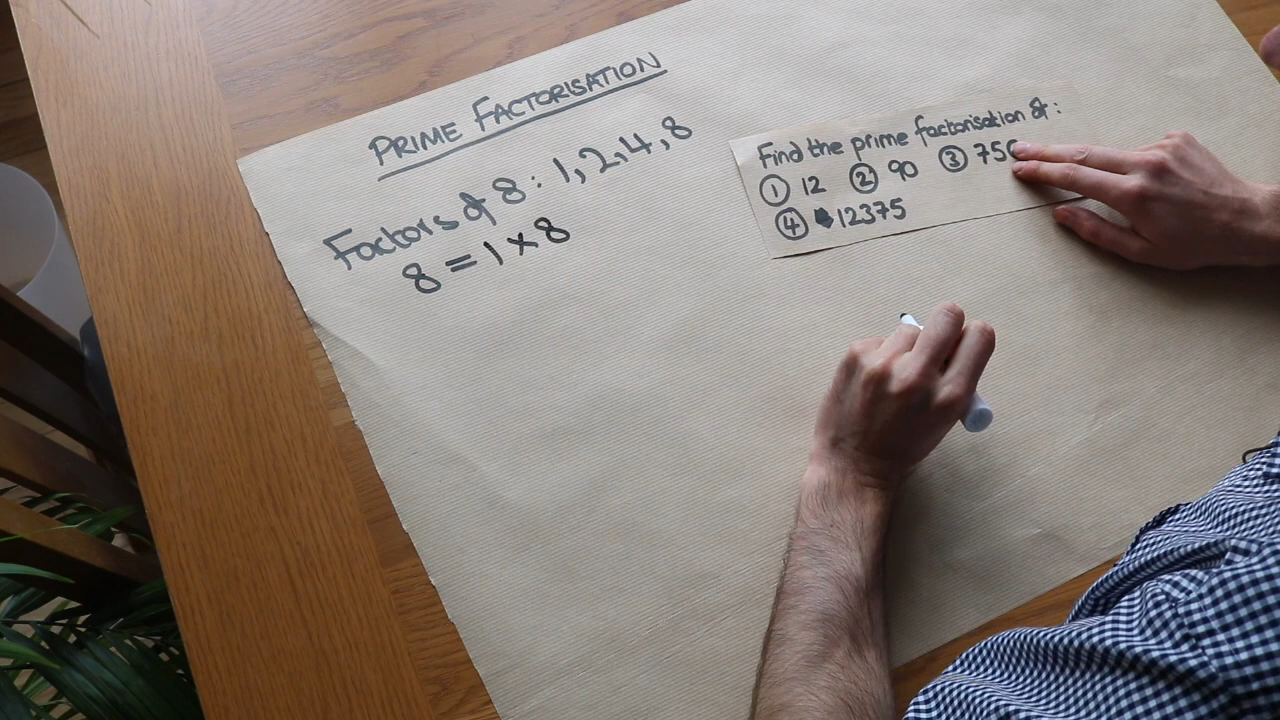 PRIME FACTORISATION
Factors of 8 : 1, 2, 4, 8
8 = 1 × 8
Find the prime factorisation of :
① 12 ② 90 ③
④ 12375